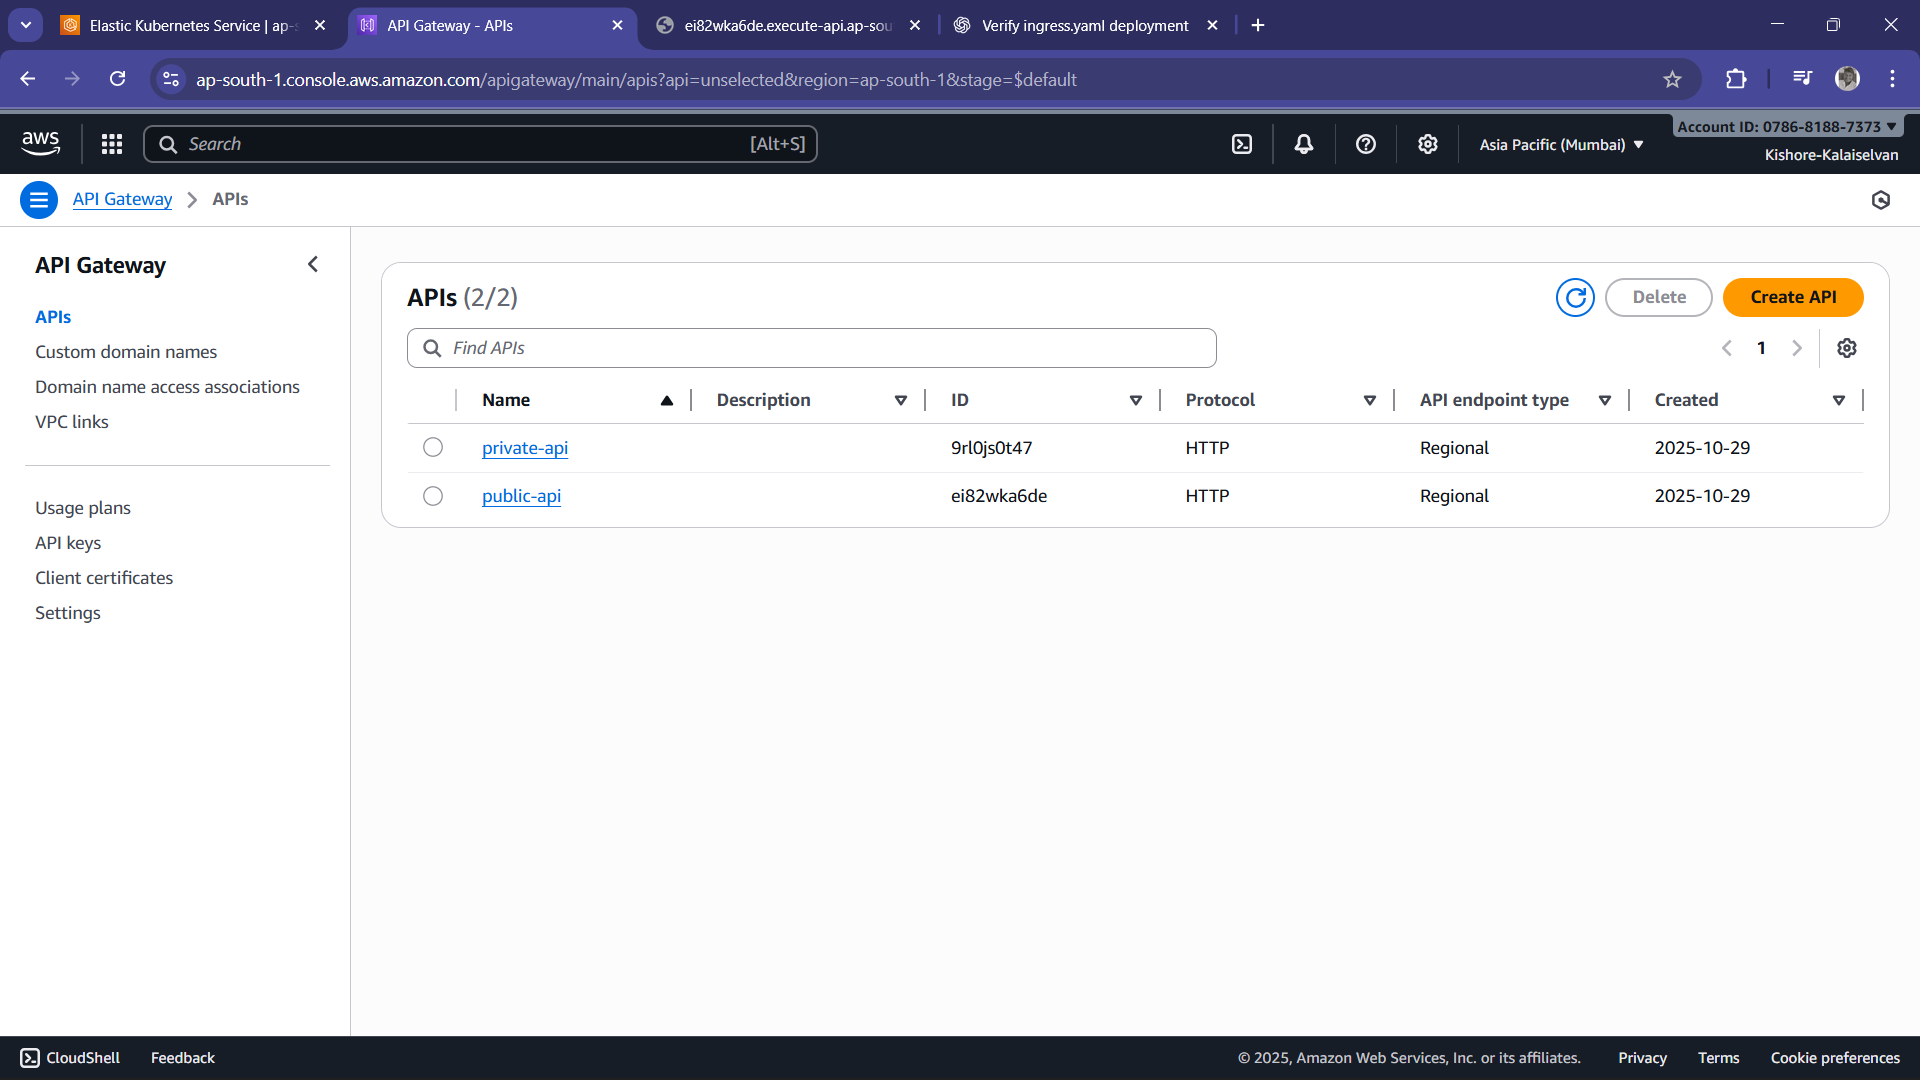 Elastic Kubernetes Service | ap-s
API Gateway - APIs
ei82wka6de.execute-api.ap-sou
Verify ingress.yaml deployment
ap-south-1.console.aws.amazon.com/apigateway/main/apis?api=unselected&region=ap-south-1&stage=$default
aws
Search
[Alt+S]
Asia Pacific (Mumbai)
Account ID: 0786-8188-7373
Kishore-Kalaiselvan
API Gateway
APIs
API Gateway
APIs
Custom domain names
Domain name access associations
VPC links
Usage plans
API keys
Client certificates
Settings
APIs (2/2)
Delete
Create API
Find APIs
1
Name Description ID Protocol API endpoint type Created
private-api 9rl0js0t47 HTTP Regional 2025-10-29
public-api ei82wka6de HTTP Regional 2025-10-29
CloudShell
Feedback
© 2025, Amazon Web Services, Inc. or its affiliates.
Privacy
Terms
Cookie preferences